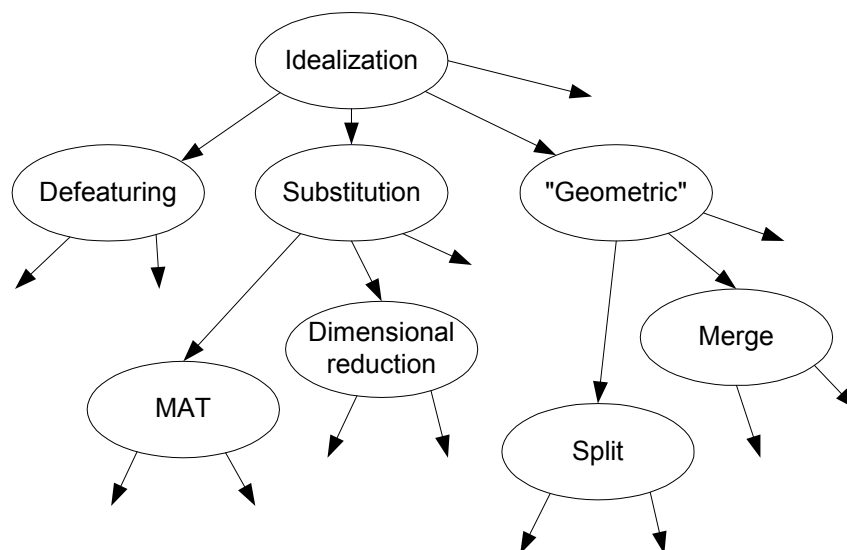 Idealization
Defeaturing
Substitution
"Geometric"
Dimensional
reduction
Merge
MAT
Split